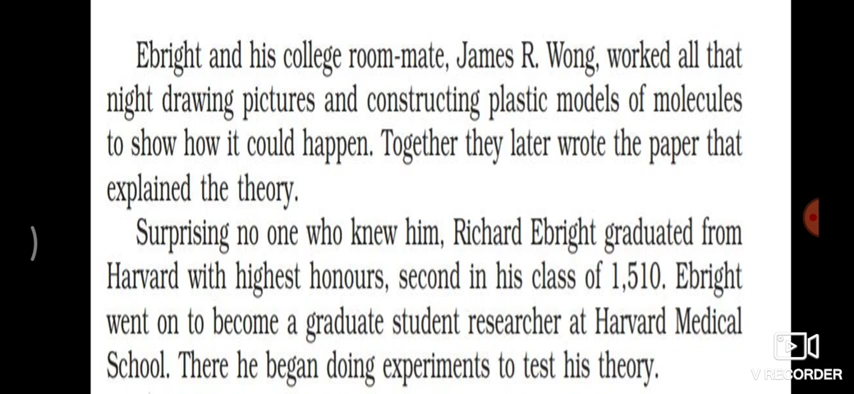 Ebright and his college room-mate, James R. Wong, worked all that
night drawing pictures and constructing plastic models of molecules
to show how it could happen. Together they later wrote the paper that
explained the theory.
Surprising no one who knew him, Richard Ebright graduated from
Harvard with highest honours, second in his class of 1,510. Ebright
went on to become a graduate student researcher at Harvard Medical
School. There he began doing experiments to test his theory.
V RECORDER